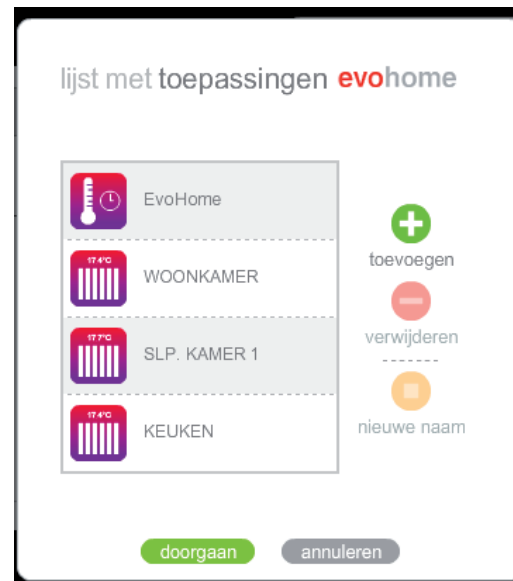 lijst met toepassingen evohome
EvoHome
17.4°C
WOONKAMER
17.7°C
SLP. KAMER 1
17.4°C
KEUKEN
toevoegen
verwijderen
nieuwe naam
doorgaan
annuleren